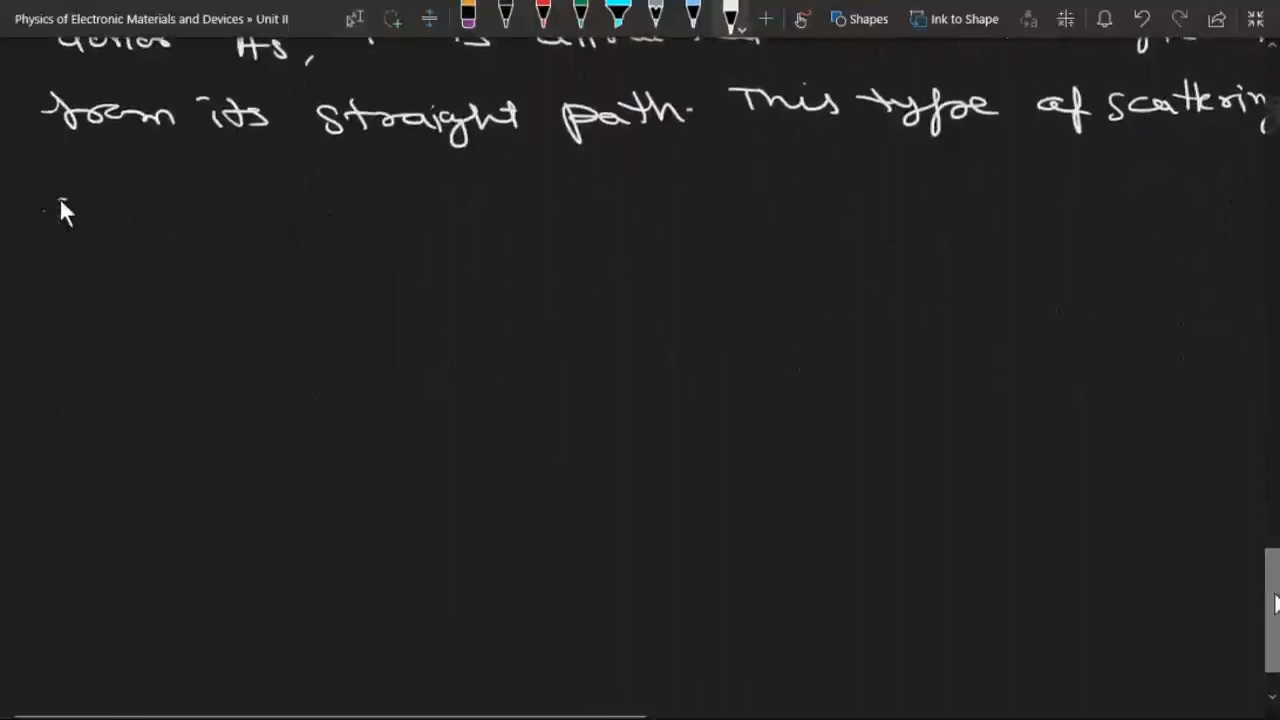 Physics of Electronic Materials and Devices » Unit II
Shapes
Ink to Shape
As,
from its straight path. This type of scattering